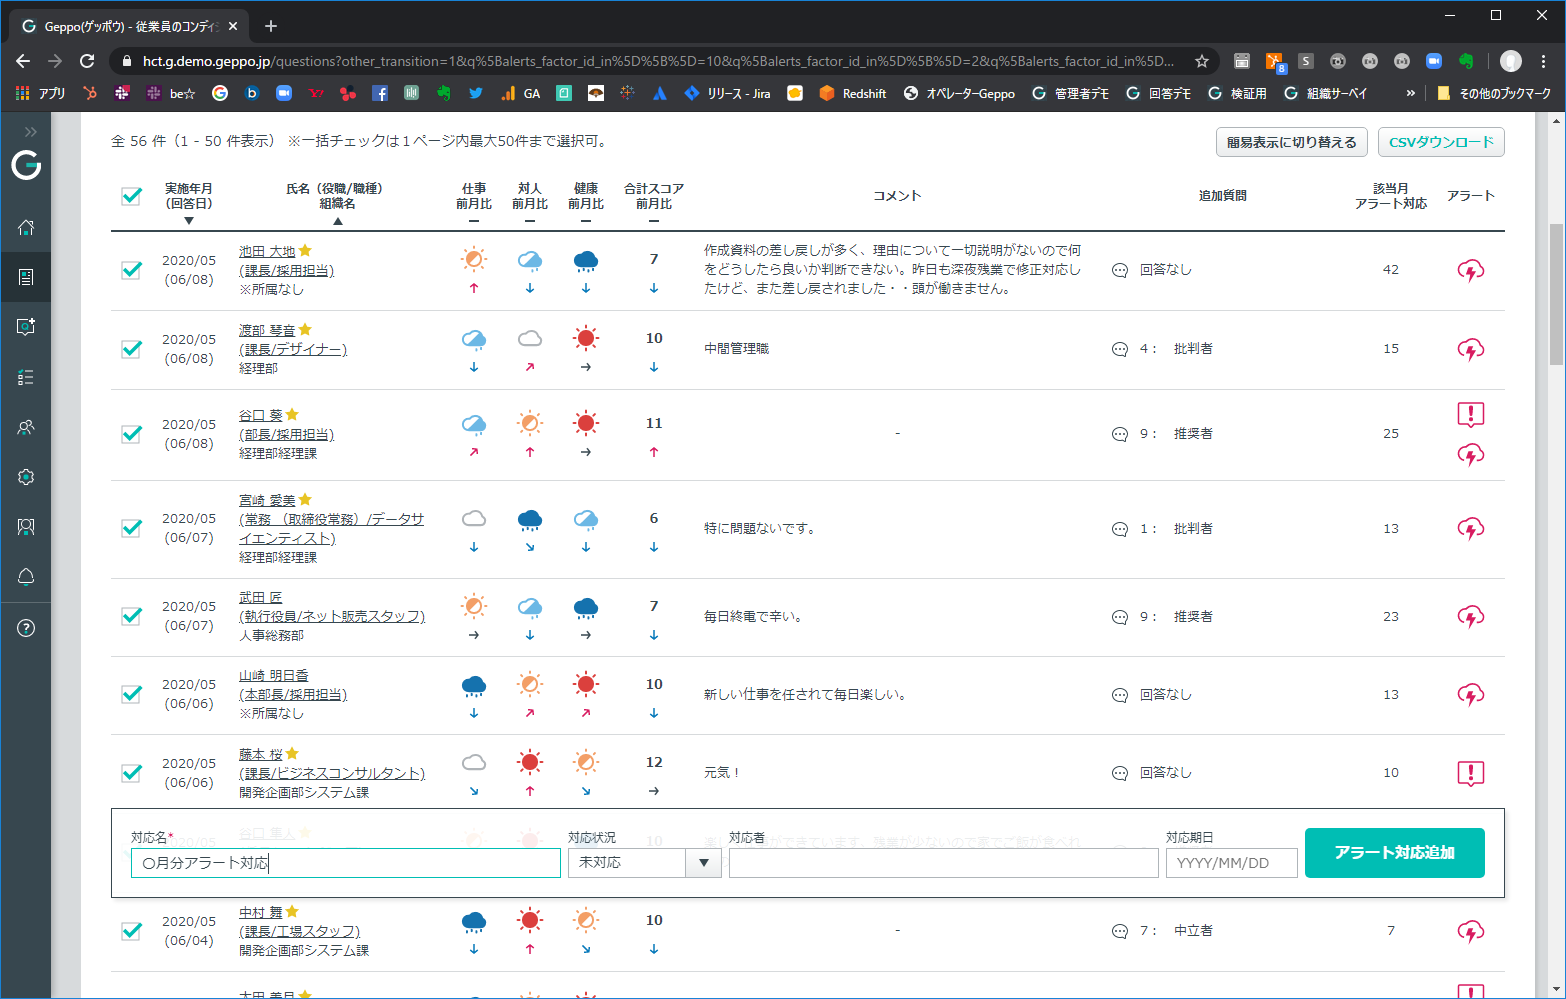 Geppo(ゲッポウ) - 従業員のコンディ
hct.g.demo.geppo.jp/questions?other_transition=1&q%5Balerts_factor_id_in%5D%5B%5D=10&q%5Balerts_factor_id_in%5D%5B%5D=2&q%5Balerts_factor_id_in%5D...
8
アプリ be☆ GA リリース - Jira Redshift オペレーターGeppo 管理者デモ 回答デモ 検証用 組織サーベイ » その他のブックマーク
全 56 件（1 - 50 件表示） ※一括チェックは１ページ内最大50件まで選択可。
簡易表示に切り替える CSVダウンロード
実施年月
（回答日）
▼
氏名（役職/職種）
組織名
▲
仕事
前月比
ー
対人
前月比
ー
健康
前月比
ー
合計スコア
前月比
ー
コメント
追加質問
該当月
アラート対応
アラート
2020/05
(06/08)
池田 大地
(課長/採用担当)
※所属なし
7
作成資料の差し戻しが多く、理由について一切説明がないので何
をどうしたら良いか判断できない。昨日も深夜残業で修正対応し
たけど、また差し戻されました・・頭が働きません。
回答なし
42
2020/05
(06/08)
渡部 琴音
(課長/デザイナー)
経理部
10
中間管理職
4： 批判者
15
2020/05
(06/08)
谷口 葵
(部長/採用担当)
経理部経理課
11
-
9： 推奨者
25
2020/05
(06/07)
宮崎 愛美
(常務 （取締役常務）/データサ
イエンティスト)
経理部経理課
6
特に問題ないです。
1： 批判者
13
2020/05
(06/07)
武田 匠
(執行役員/ネット販売スタッフ)
人事総務部
7
毎日終電で辛い。
9： 推奨者
23
2020/05
(06/06)
山崎 明日香
(本部長/採用担当)
※所属なし
10
新しい仕事を任されて毎日楽しい。
回答なし
13
2020/05
(06/06)
藤本 桜
(課長/ビジネスコンサルタント)
開発企画部システム課
12
元気！
回答なし
10
谷口 隼人
10
対応名*
〇月分アラート対応
対応状況
未対応
対応者
対応期日
YYYY/MM/DD
アラート対応追加
2020/05
(06/04)
中村 舞
(課長/工場スタッフ)
開発企画部システム課
10
-
7： 中立者
7